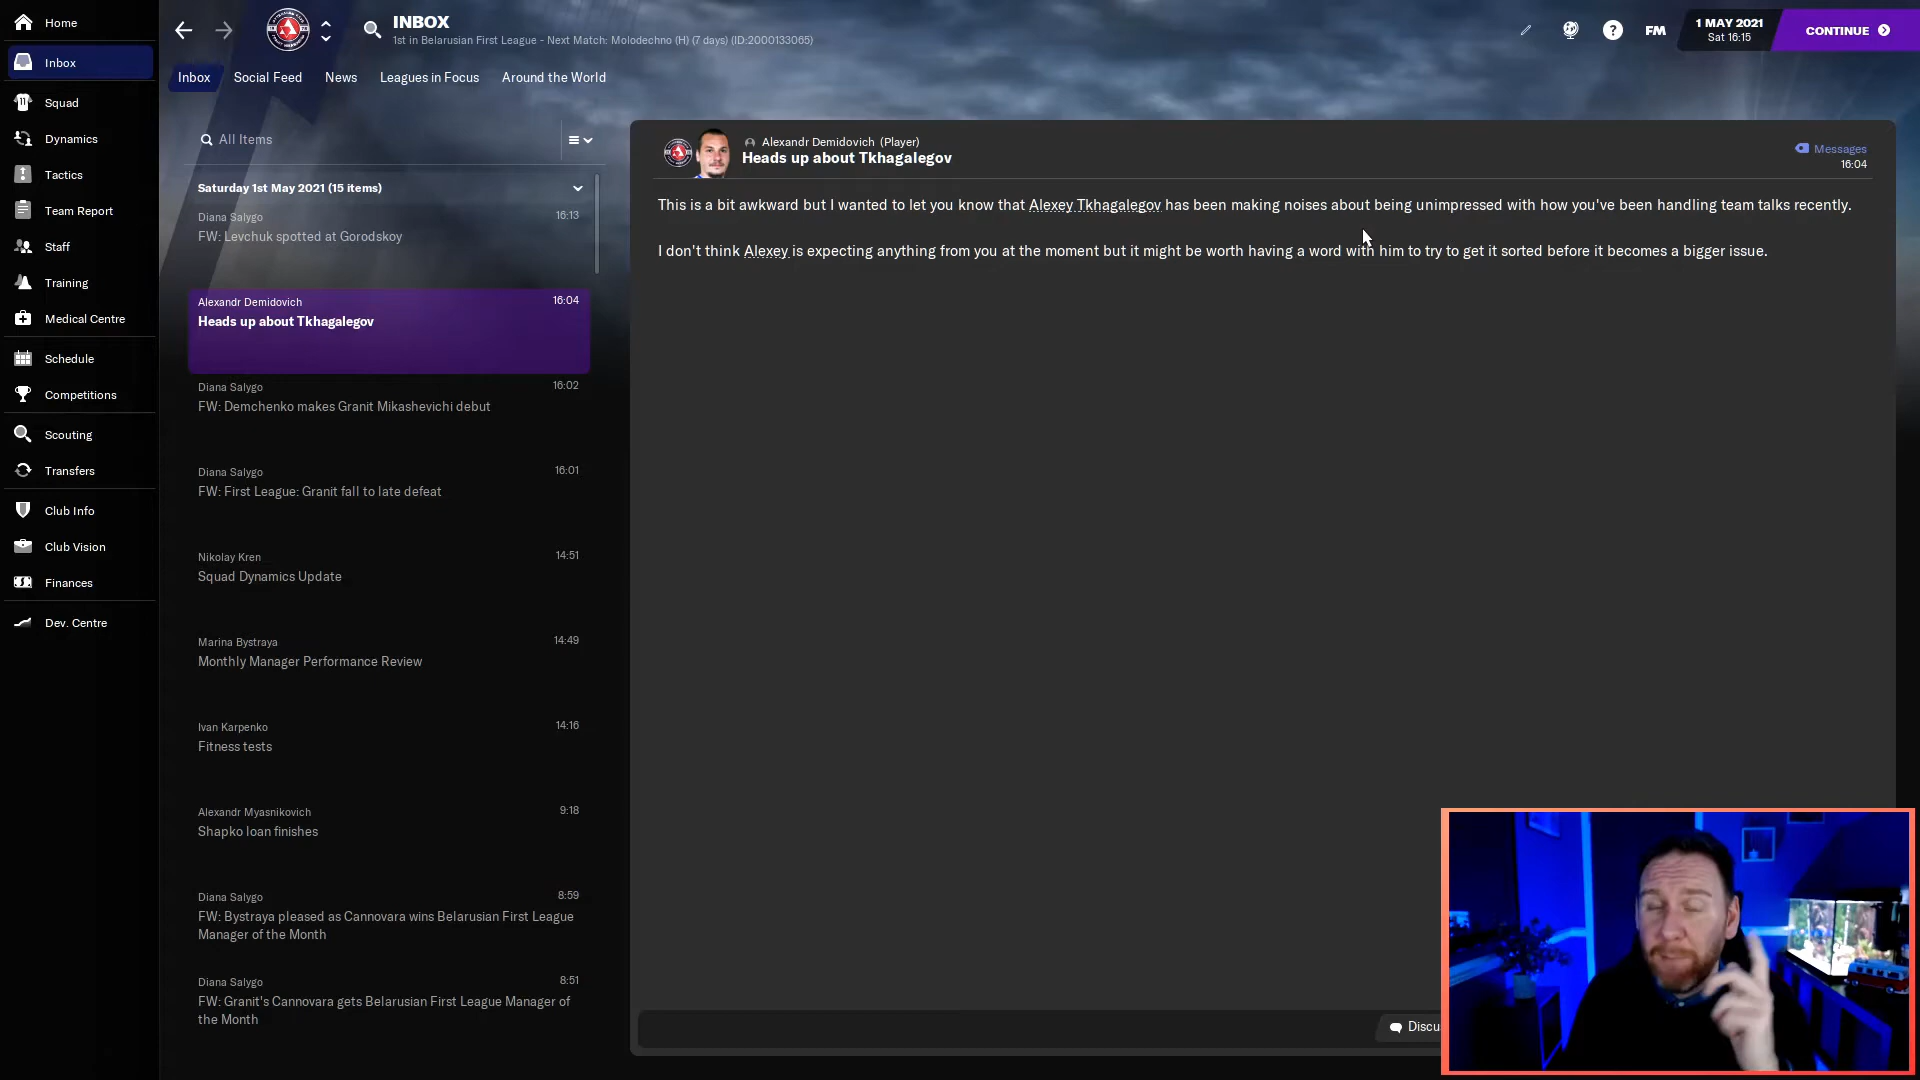 Home
Inbox
Squad
Dynamics
Tactics
Team Report
Staff
Training
Medical Centre
Schedule
Competitions
Scouting
Transfers
Club Info
Club Vision
Finances
Dev. Centre
INBOX
1st in Belarusian First League - Next Match: Molodechno (H) (7 days) (ID:2000133065)
FM
1 MAY 2021
Sat 16:15
CONTINUE
Inbox
Social Feed
News
Leagues in Focus
Around the World
All Items
Saturday 1st May 2021 (15 items)
Diana Salygo 16:13
FW: Levchuk spotted at Gorodskoy
Alexandr Demidovich 16:04
Heads up about Tkhagalegov
Diana Salygo 16:02
FW: Demchenko makes Granit Mikashevichi debut
Diana Salygo 16:01
FW: First League: Granit fall to late defeat
Nikolay Kren 14:51
Squad Dynamics Update
Marina Bystraya 14:49
Monthly Manager Performance Review
Ivan Karpenko 14:16
Fitness tests
Alexandr Myasnikovich 9:18
Shapko loan finishes
Diana Salygo 8:59
FW: Bystraya pleased as Cannovara wins Belarusian First League
Manager of the Month
Diana Salygo 8:51
FW: Granit's Cannovara gets Belarusian First League Manager of
the Month
Alexandr Demidovich (Player)
Heads up about Tkhagalegov
Messages
16:04
This is a bit awkward but I wanted to let you know that Alexey Tkhagalegov has been making noises about being unimpressed with how you've been handling team talks recently.
I don't think Alexey is expecting anything from you at the moment but it might be worth having a word with him to try to get it sorted before it becomes a bigger issue.
Discu